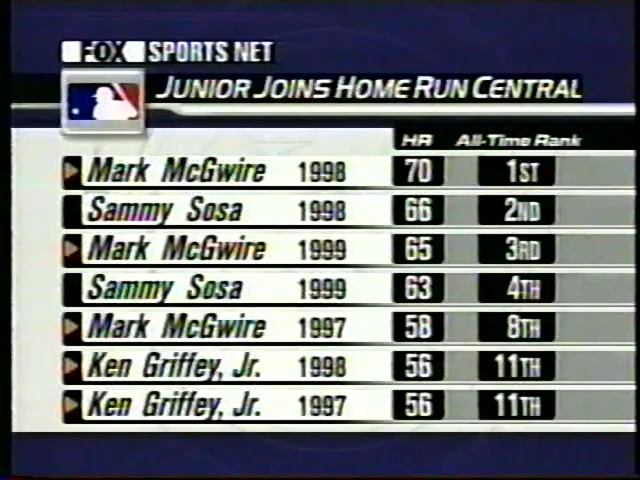 FOX SPORTS NET
JUNIOR JOINS HOME RUN CENTRAL
HR All-Time Rank
Mark McGwire 1998 70 1ST
Sammy Sosa 1998 66 2ND
Mark McGwire 1999 65 3RD
Sammy Sosa 1999 63 4TH
Mark McGwire 1997 58 8TH
Ken Griffey, Jr. 1998 56 11TH
Ken Griffey, Jr. 1997 56 11TH